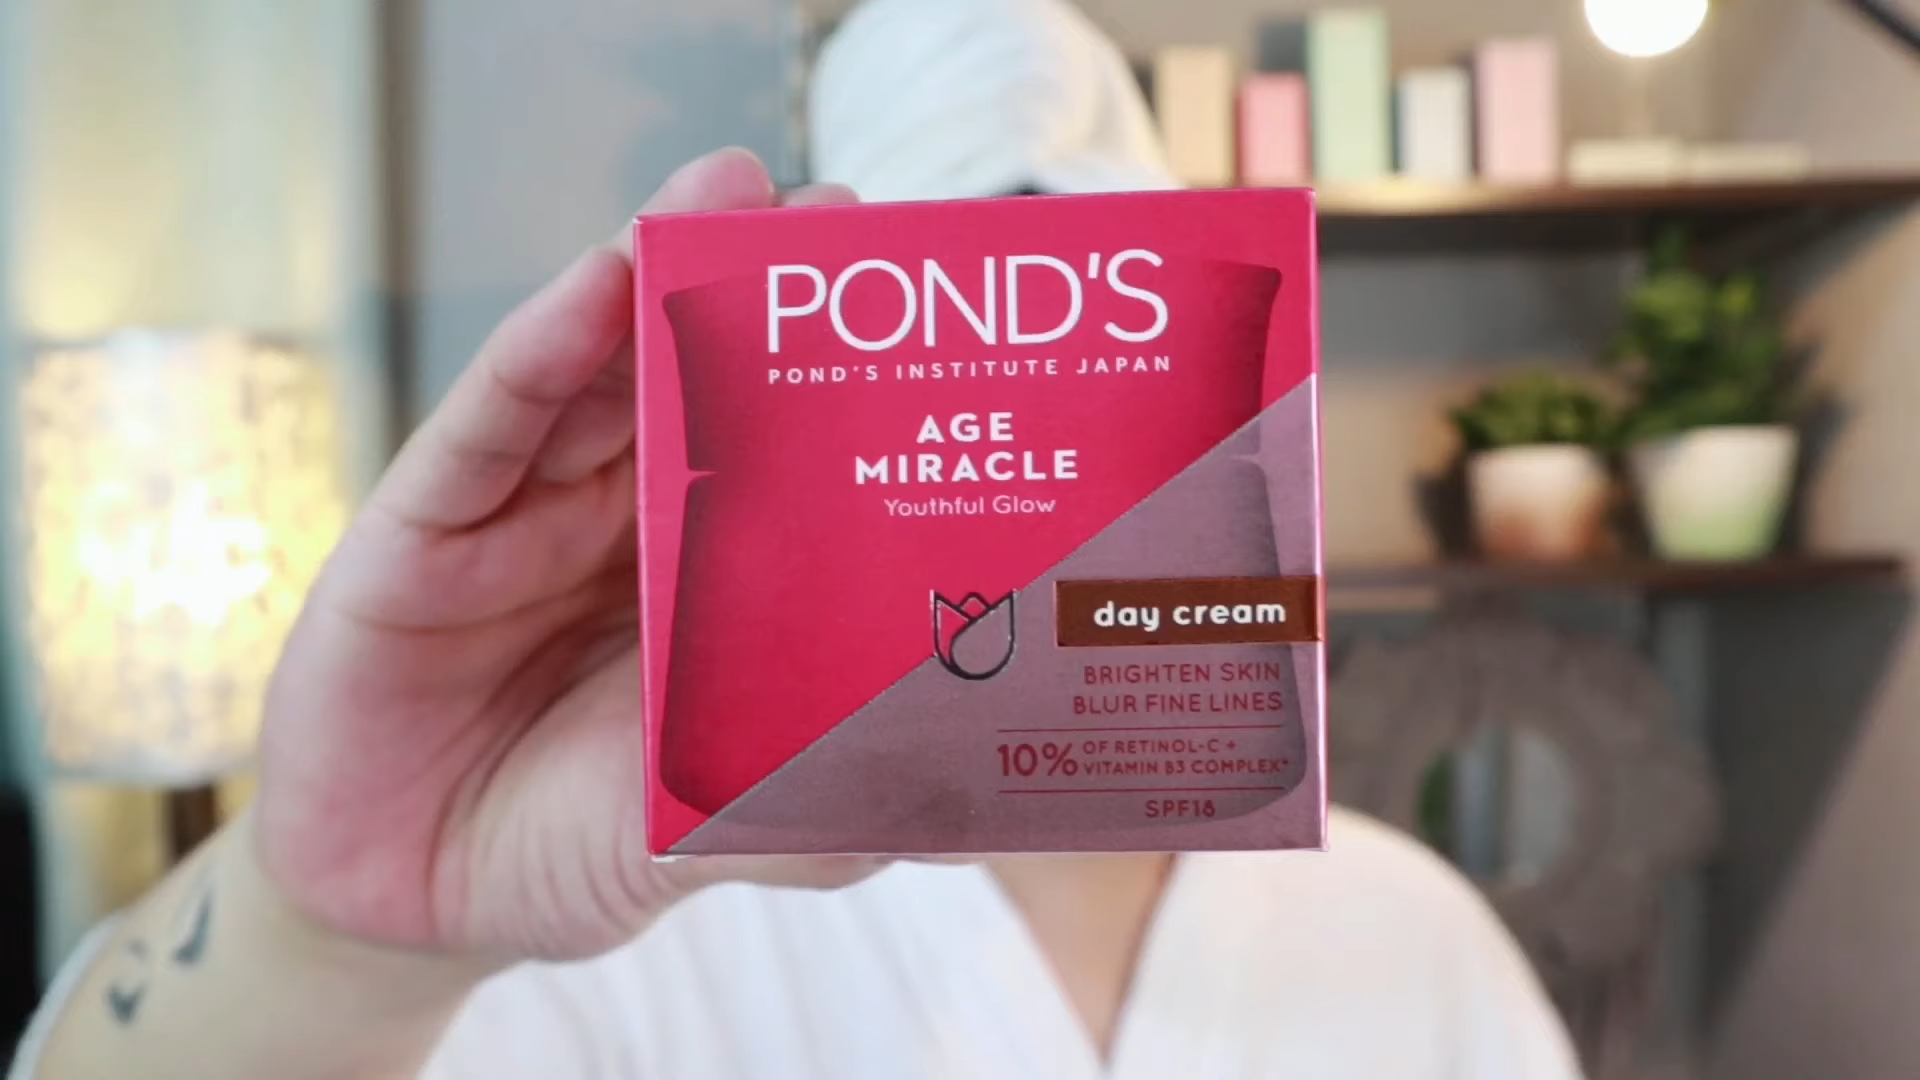 POND'S
POND'S INSTITUTE JAPAN
AGE
MIRACLE
Youthful Glow
day cream
BRIGHTEN SKIN
BLUR FINE LINES
10% OF RETINOL-C +
VITAMIN B3 COMPLEX*
SPF18